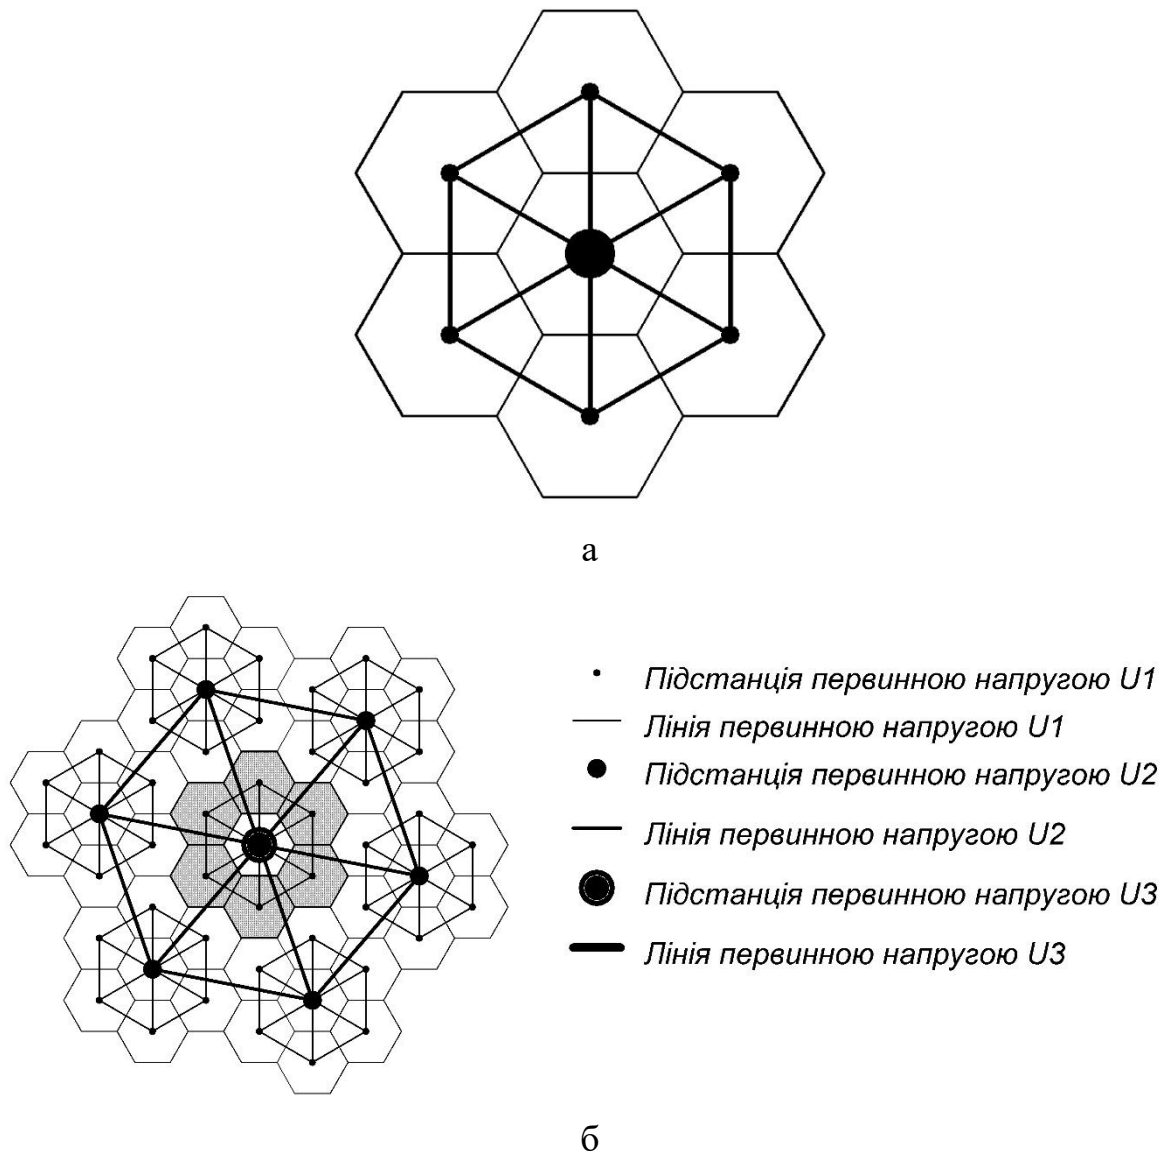 а
Підстанція первинною напругою U1
Лінія первинною напругою U1
Підстанція первинною напругою U2
Лінія первинною напругою U2
Підстанція первинною напругою U3
Лінія первинною напругою U3
б